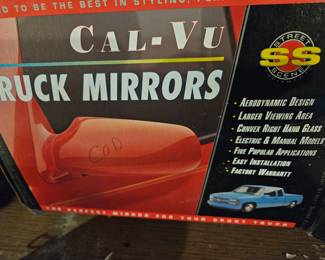 D TO BE THE BEST IN STYLING,
CAL-VU
RUCK MIRRORS
STREET
SS
SCENE
• AERODYNAMIC DESIGN
• LARGER VIEWING AREA
• CONVEX RIGHT HAND GLASS
• ELECTRIC & MANUAL MODELS
• FIVE POPULAR APPLICATIONS
• EASY INSTALLATION
• FACTORY WARRANTY
THE PERFECT MIRROR FOR YOUR SPORT TRUCK